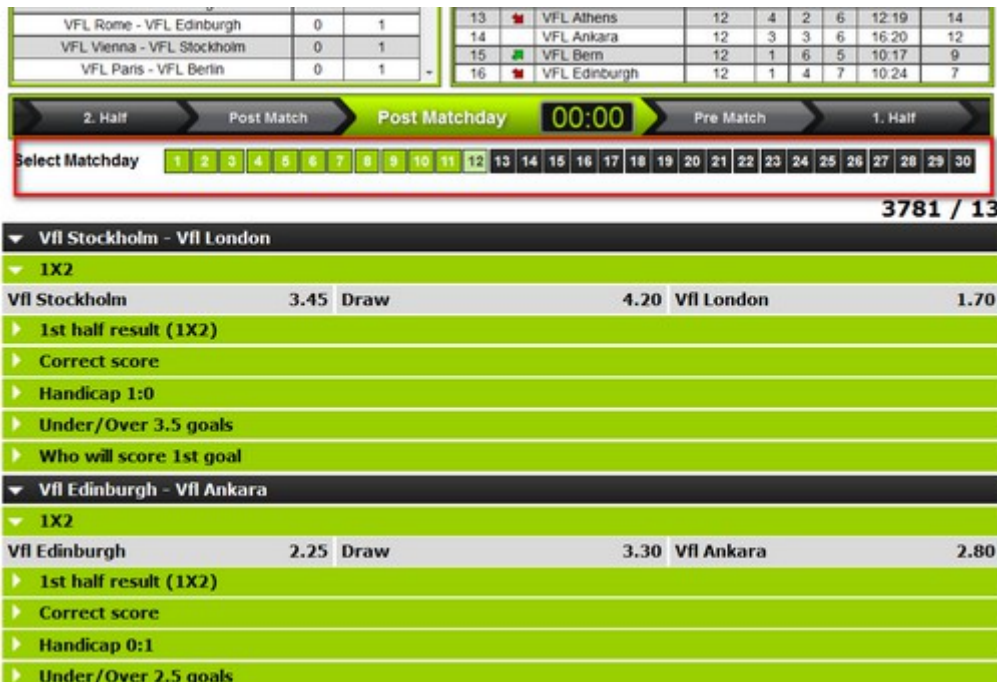 VFL Rome - VFL Edinburgh 0 1
VFL Vienna - VFL Stockholm 0 1
VFL Paris - VFL Berlin 0 1
13 VFL Athens 12 4 2 6 12:19 14
14 VFL Ankara 12 3 3 6 16:20 12
15 VFL Bern 12 1 6 5 10:17 9
16 VFL Edinburgh 12 1 4 7 10:24 7
2. Half Post Match Post Matchday 00:00 Pre Match 1. Half
Select Matchday 1 2 3 4 5 6 7 8 9 10 11 12 13 14 15 16 17 18 19 20 21 22 23 24 25 26 27 28 29 30
3781 / 13
Vfl Stockholm - Vfl London
1X2
Vfl Stockholm 3.45 Draw 4.20 Vfl London 1.70
1st half result (1X2)
Correct score
Handicap 1:0
Under/Over 3.5 goals
Who will score 1st goal
Vfl Edinburgh - Vfl Ankara
1X2
Vfl Edinburgh 2.25 Draw 3.30 Vfl Ankara 2.80
1st half result (1X2)
Correct score
Handicap 0:1
Under/Over 2.5 goals